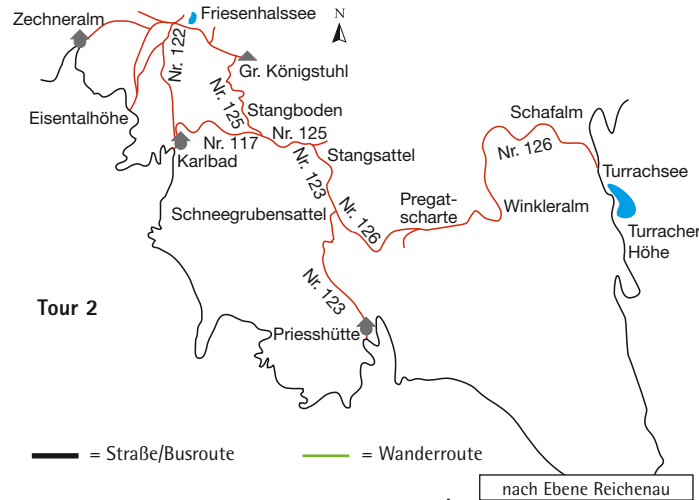 Friesenhalssee
N
Zechneralm
Nr. 122
Gr. Königstuhl
Eisentalhöhe
Nr. 125
Stangboden
Schafalm
Nr. 125
Nr. 117
Nr. 126
Karlbad
Stangsattel
Turrachsee
Nr. 123
Pregat-
scharte
Schneegrubensattel
Winkleralm
Nr. 126
Turracher
Höhe
Nr. 123
Tour 2
Priesshütte
= Straße/Busroute
= Wanderroute
nach Ebene Reichenau